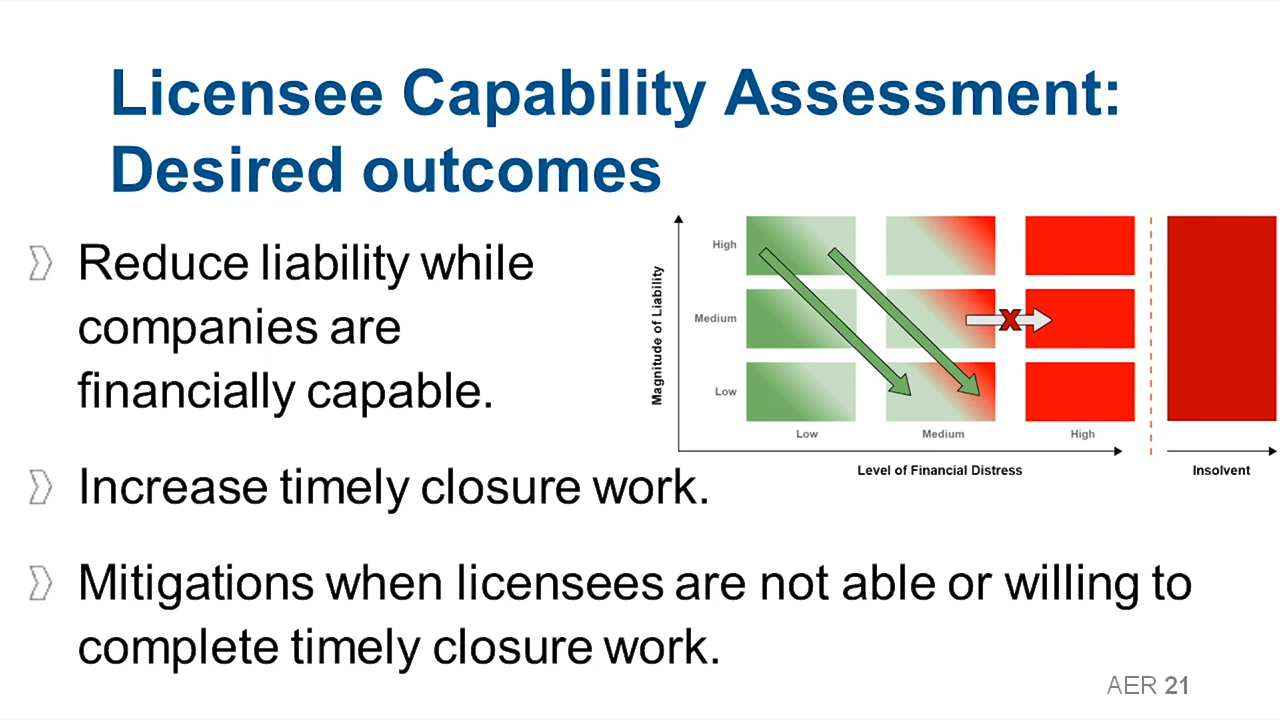 Licensee Capability Assessment:
Desired outcomes
Reduce liability while
companies are
financially capable.
Increase timely closure work.
Mitigations when licensees are not able or willing to
complete timely closure work.
Magnitude of Liability
High
Medium
Low
X
Low
Medium
High
Level of Financial Distress
Insolvent
AER 21